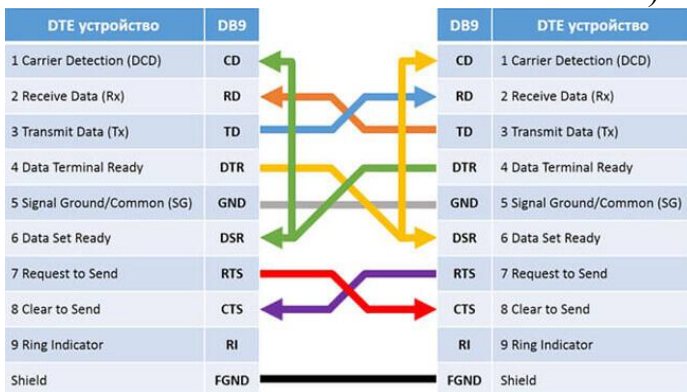 DTE устройство DB9 DB9 DTE устройство
1 Carrier Detection (DCD) CD CD 1 Carrier Detection (DCD)
2 Receive Data (Rx) RD RD 2 Receive Data (Rx)
3 Transmit Data (Tx) TD TD 3 Transmit Data (Tx)
4 Data Terminal Ready DTR DTR 4 Data Terminal Ready
5 Signal Ground/Common (SG) GND GND 5 Signal Ground/Common (SG)
6 Data Set Ready DSR DSR 6 Data Set Ready
7 Request to Send RTS RTS 7 Request to Send
8 Clear to Send CTS CTS 8 Clear to Send
9 Ring Indicator RI RI 9 Ring Indicator
Shield FGND FGND Shield